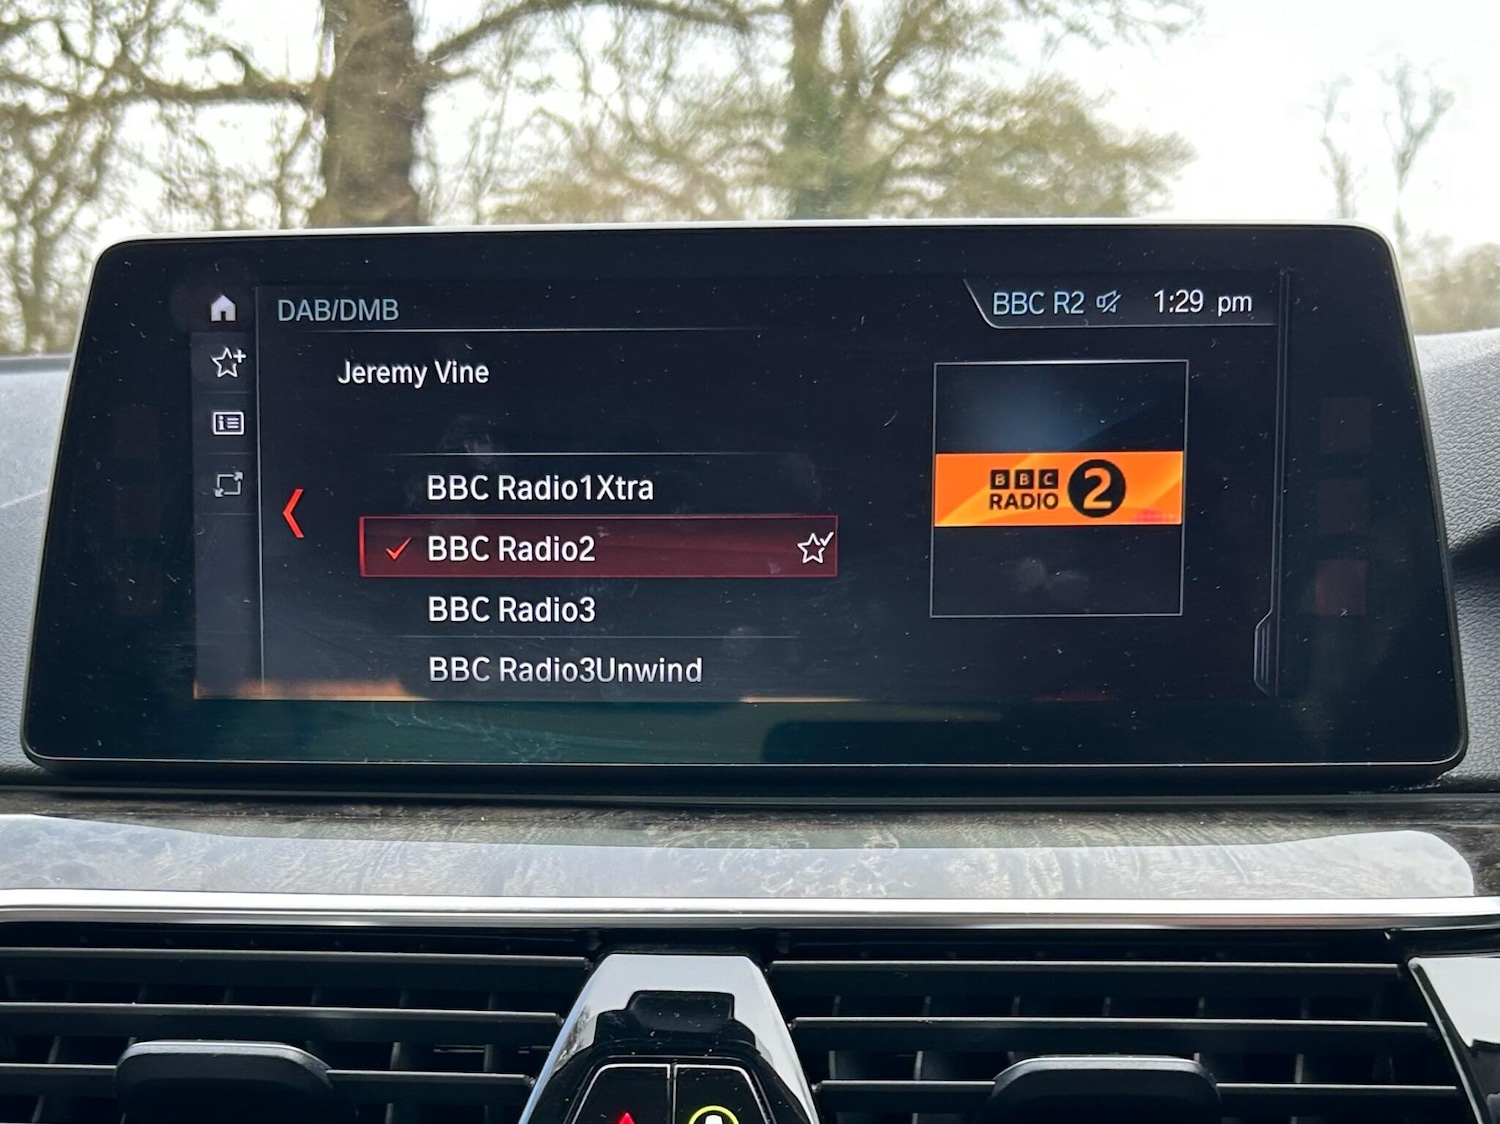 DAB/DMB
BBC R2 1:29 pm
Jeremy Vine
BBC Radio1Xtra
BBC Radio2
BBC Radio3
BBC Radio3Unwind
BBC
RADIO 2